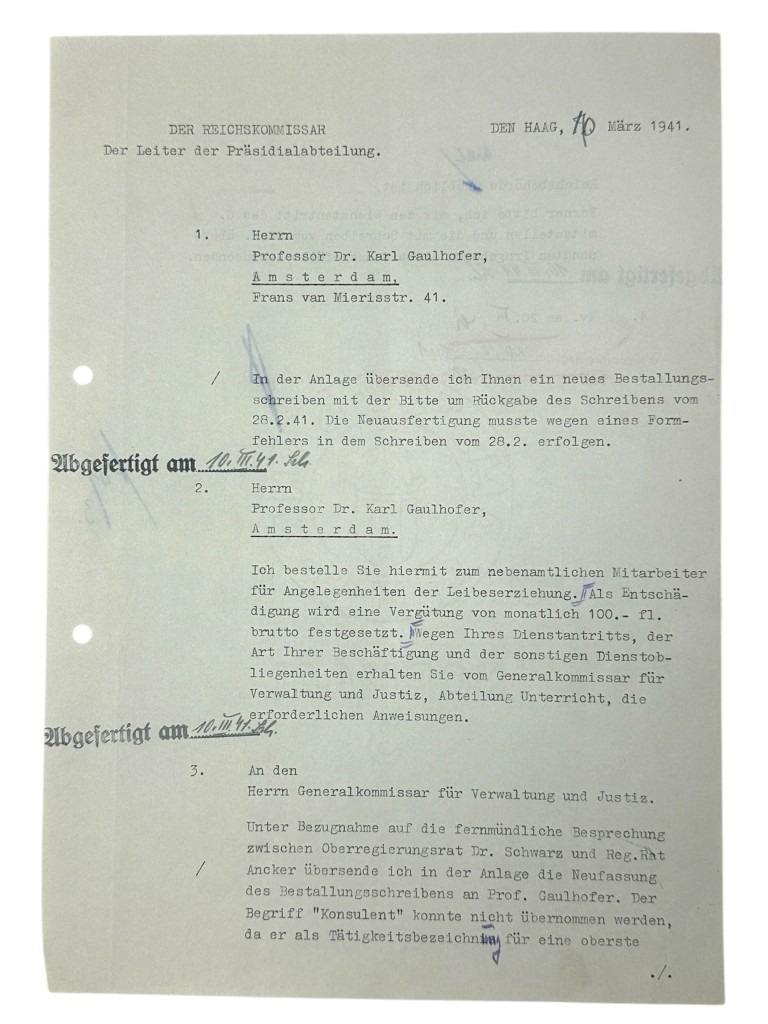 DER REICHSKOMMISSAR
DEN HAAG, 10 März 1941.
Der Leiter der Präsidialabteilung.
1. Herrn
Professor Dr. Karl Gaulhofer,
A m s t e r d a m,
Frans van Mierisstr. 41.
/ In der Anlage übersende ich Ihnen ein neues Bestallungs-
schreiben mit der Bitte um Rückgabe des Schreibens vom
28.2.41. Die Neuausfertigung musste wegen eines Form-
fehlers in dem Schreiben vom 28.2. erfolgen.
Abgefertigt am 10.III.41. Sch.
2. Herrn
Professor Dr. Karl Gaulhofer,
A m s t e r d a m.
Ich bestelle Sie hiermit zum nebenamtlichen Mitarbeiter
für Angelegenheiten der Leibeserziehung. Als Entschä-
digung wird eine Vergütung von monatlich 100.- fl.
brutto festgesetzt. Wegen Ihres Dienstantritts, der
Art Ihrer Beschäftigung und der sonstigen Dienstob-
liegenheiten erhalten Sie vom Generalkommissar für
Verwaltung und Justiz, Abteilung Unterricht, die
erforderlichen Anweisungen.
Abgefertigt am 10.III.41. Sch.
3. An den
Herrn Generalkommissar für Verwaltung und Justiz.
Unter Bezugnahme auf die fernmündliche Besprechung
zwischen Oberregierungsrat Dr. Schwarz und Reg.Rat
/ Ancker übersende ich in der Anlage die Neufassung
des Bestallungsschreibens an Prof. Gaulhofer. Der
Begriff "Konsulent" konnte nicht übernommen werden,
da er als Tätigkeitsbezeichnung für eine oberste
./.